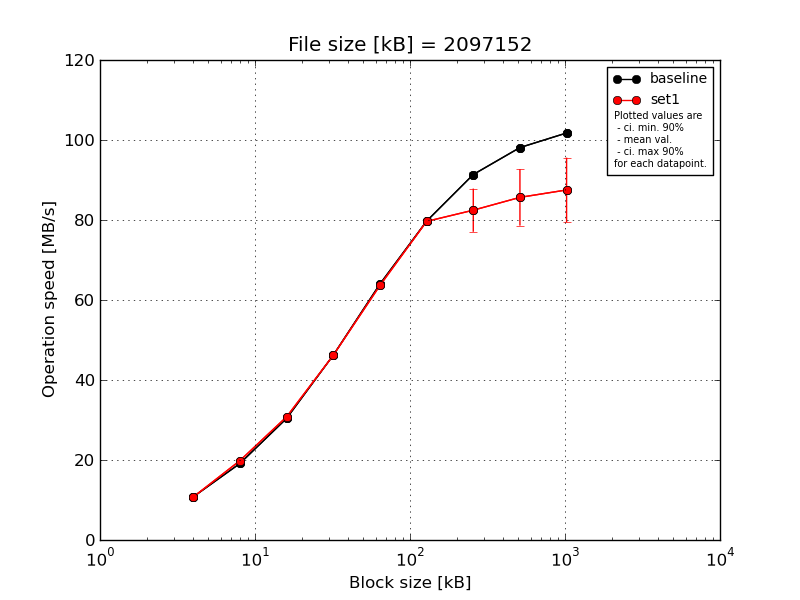 File size [kB] = 2097152
120
100
80
60
40
20
0
Operation speed [MB/s]
baseline
set1
Plotted values are
- ci. min. 90%
- mean val.
- ci. max 90%
for each datapoint.
10⁰ 10¹ 10² 10³ 10⁴
Block size [kB]